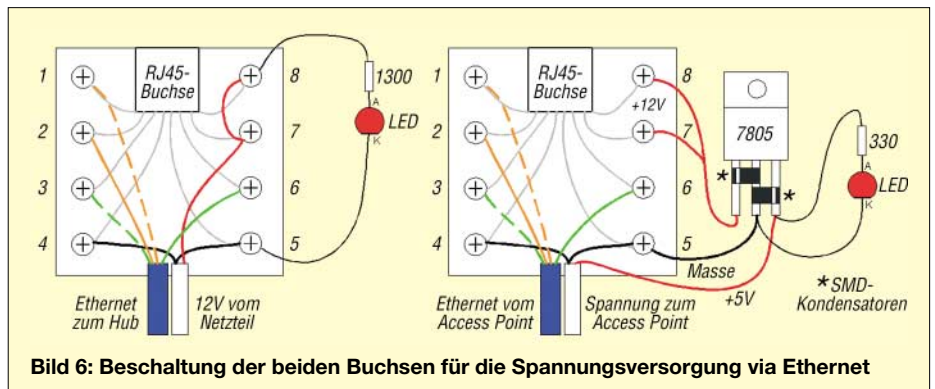 1
2
3
4
RJ45-
Buchse
8
7
6
5
1300
A
LED
K
Ethernet
zum Hub
12V vom
Netzteil
1
2
3
4
RJ45-
Buchse
8
+12V
7
6
5
Masse
+5V
7805
*
*
330
A
LED
K
*SMD-
Kondensatoren
Ethernet vom
Access Point
Spannung zum
Access Point
Bild 6: Beschaltung der beiden Buchsen für die Spannungsversorgung via Ethernet